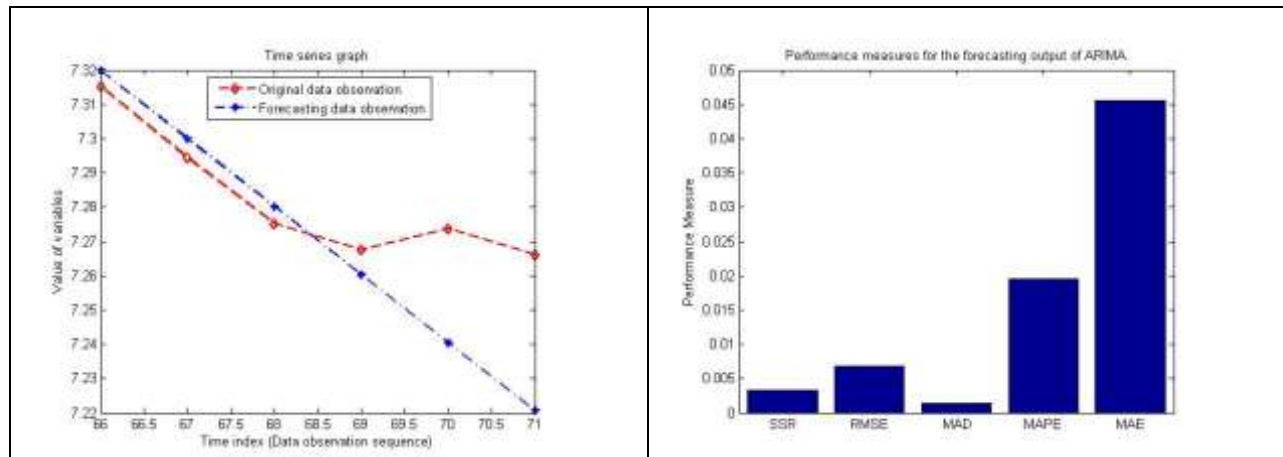 Time series graph
7.32
7.31
7.3
7.29
7.28
7.27
7.26
7.25
7.24
7.23
7.22
Value of variables
Original data observation
Forecasting data observation
66 66.5 67 67.5 68 68.5 69 69.5 70 70.5 71
Time index (Data observation sequence)
Performance measures for the forecasting output of ARIMA
0.05
0.045
0.04
0.035
0.03
0.025
0.02
0.015
0.01
0.005
0
Performance Measure
SSR RMSE MAD MAPE MAE